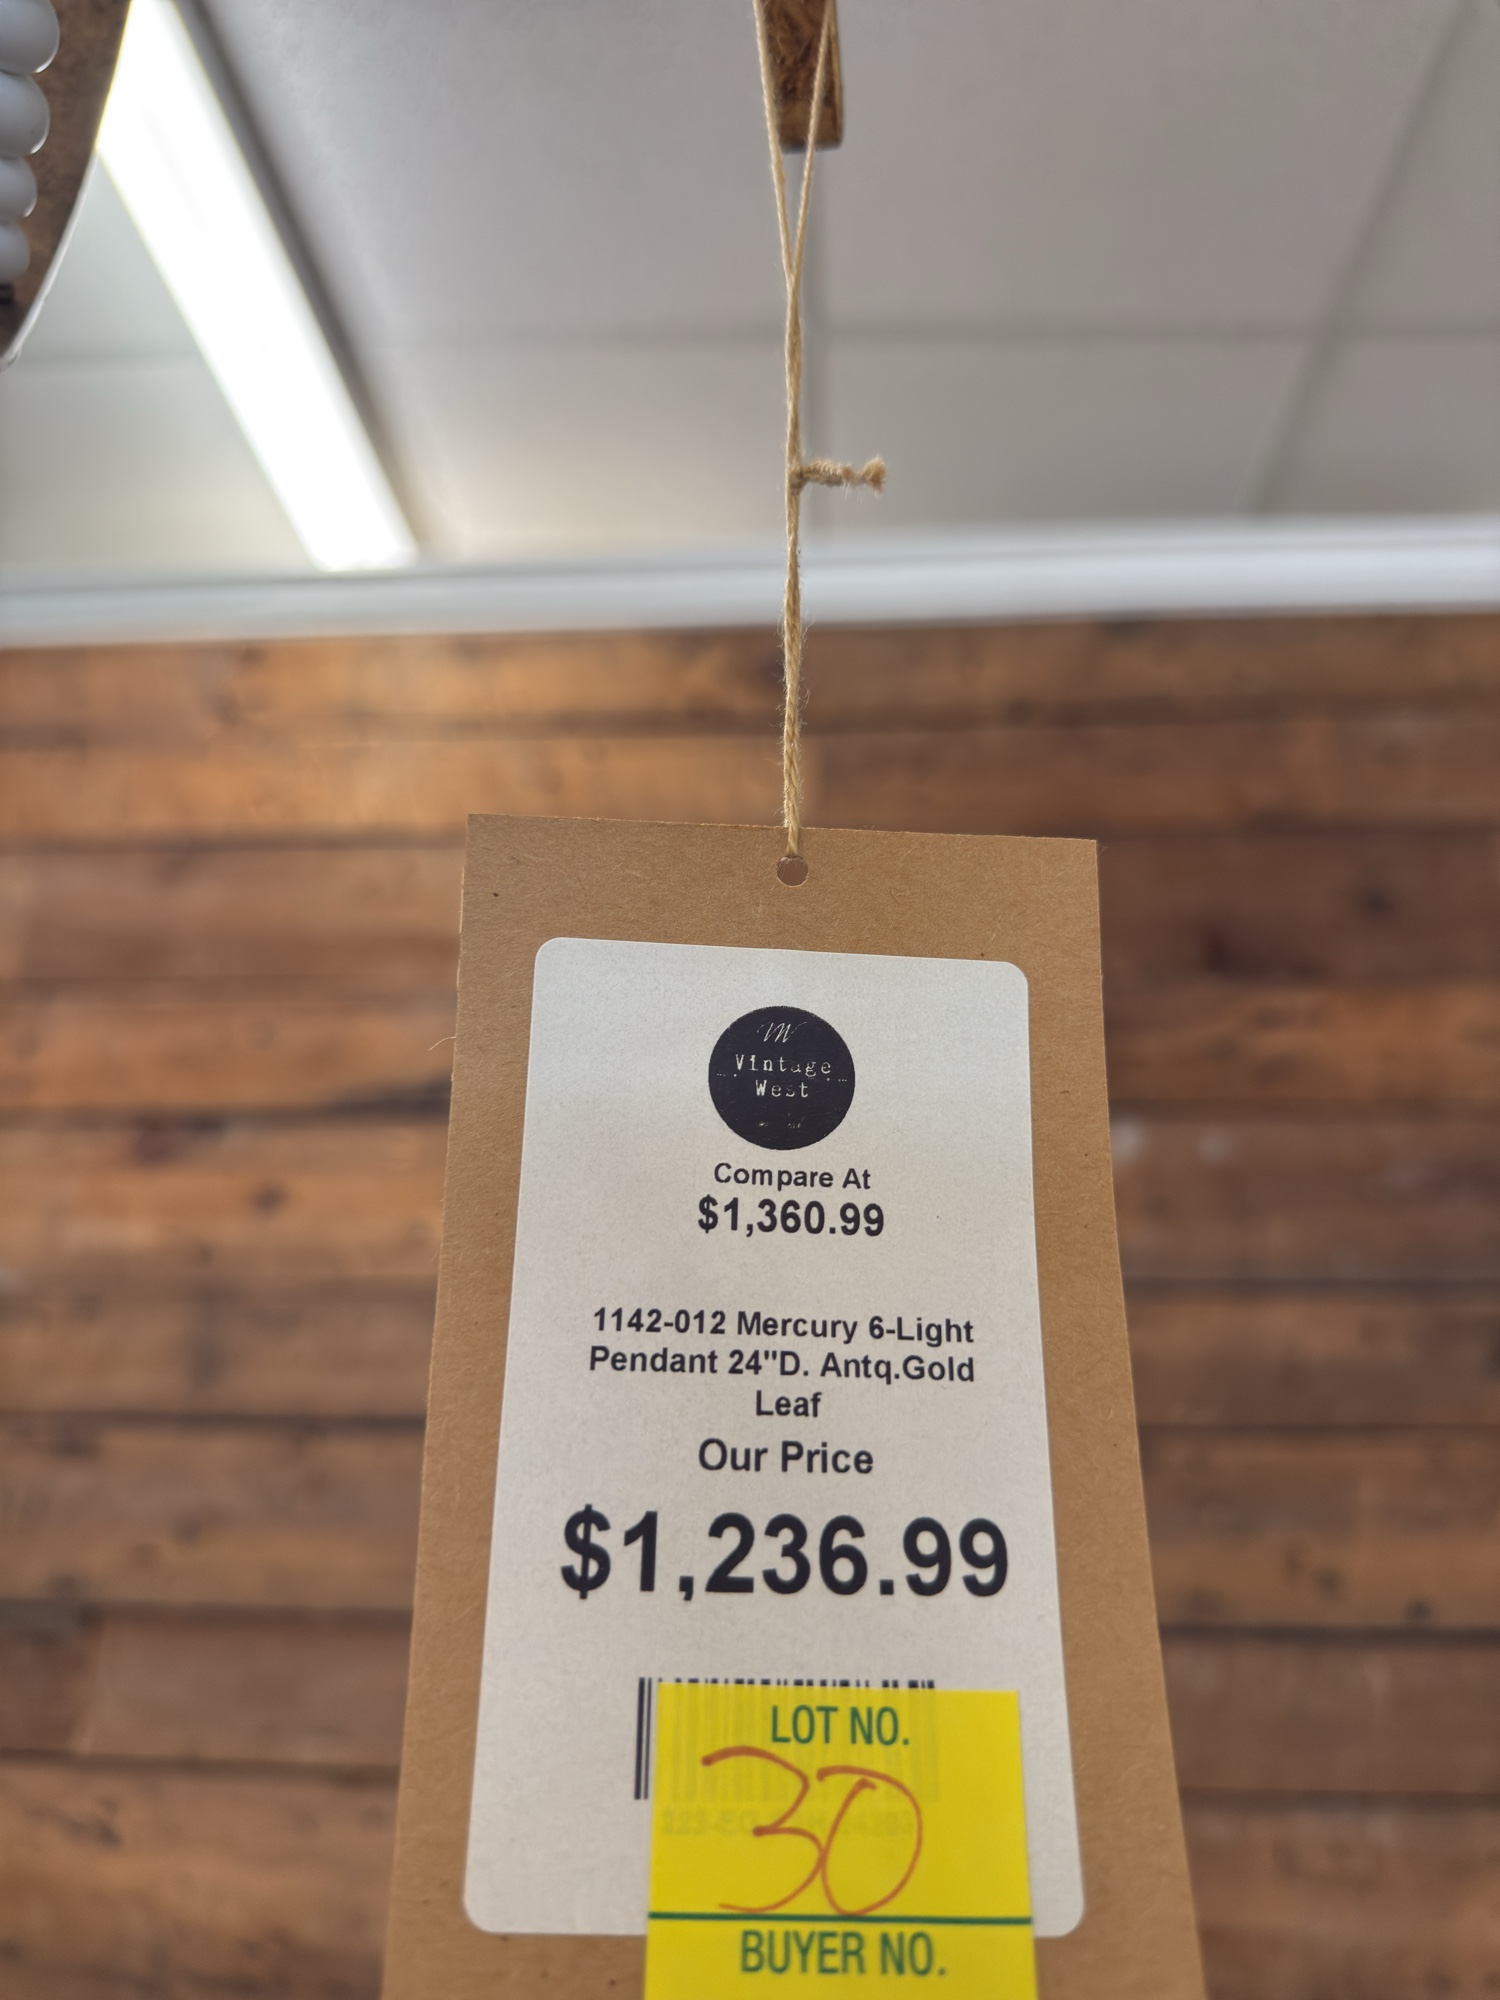 Vintage
West
Compare At
$1,360.99
1142-012 Mercury 6-Light
Pendant 24"D. Antq.Gold
Leaf
Our Price
$1,236.99
LOT NO.
30
BUYER NO.